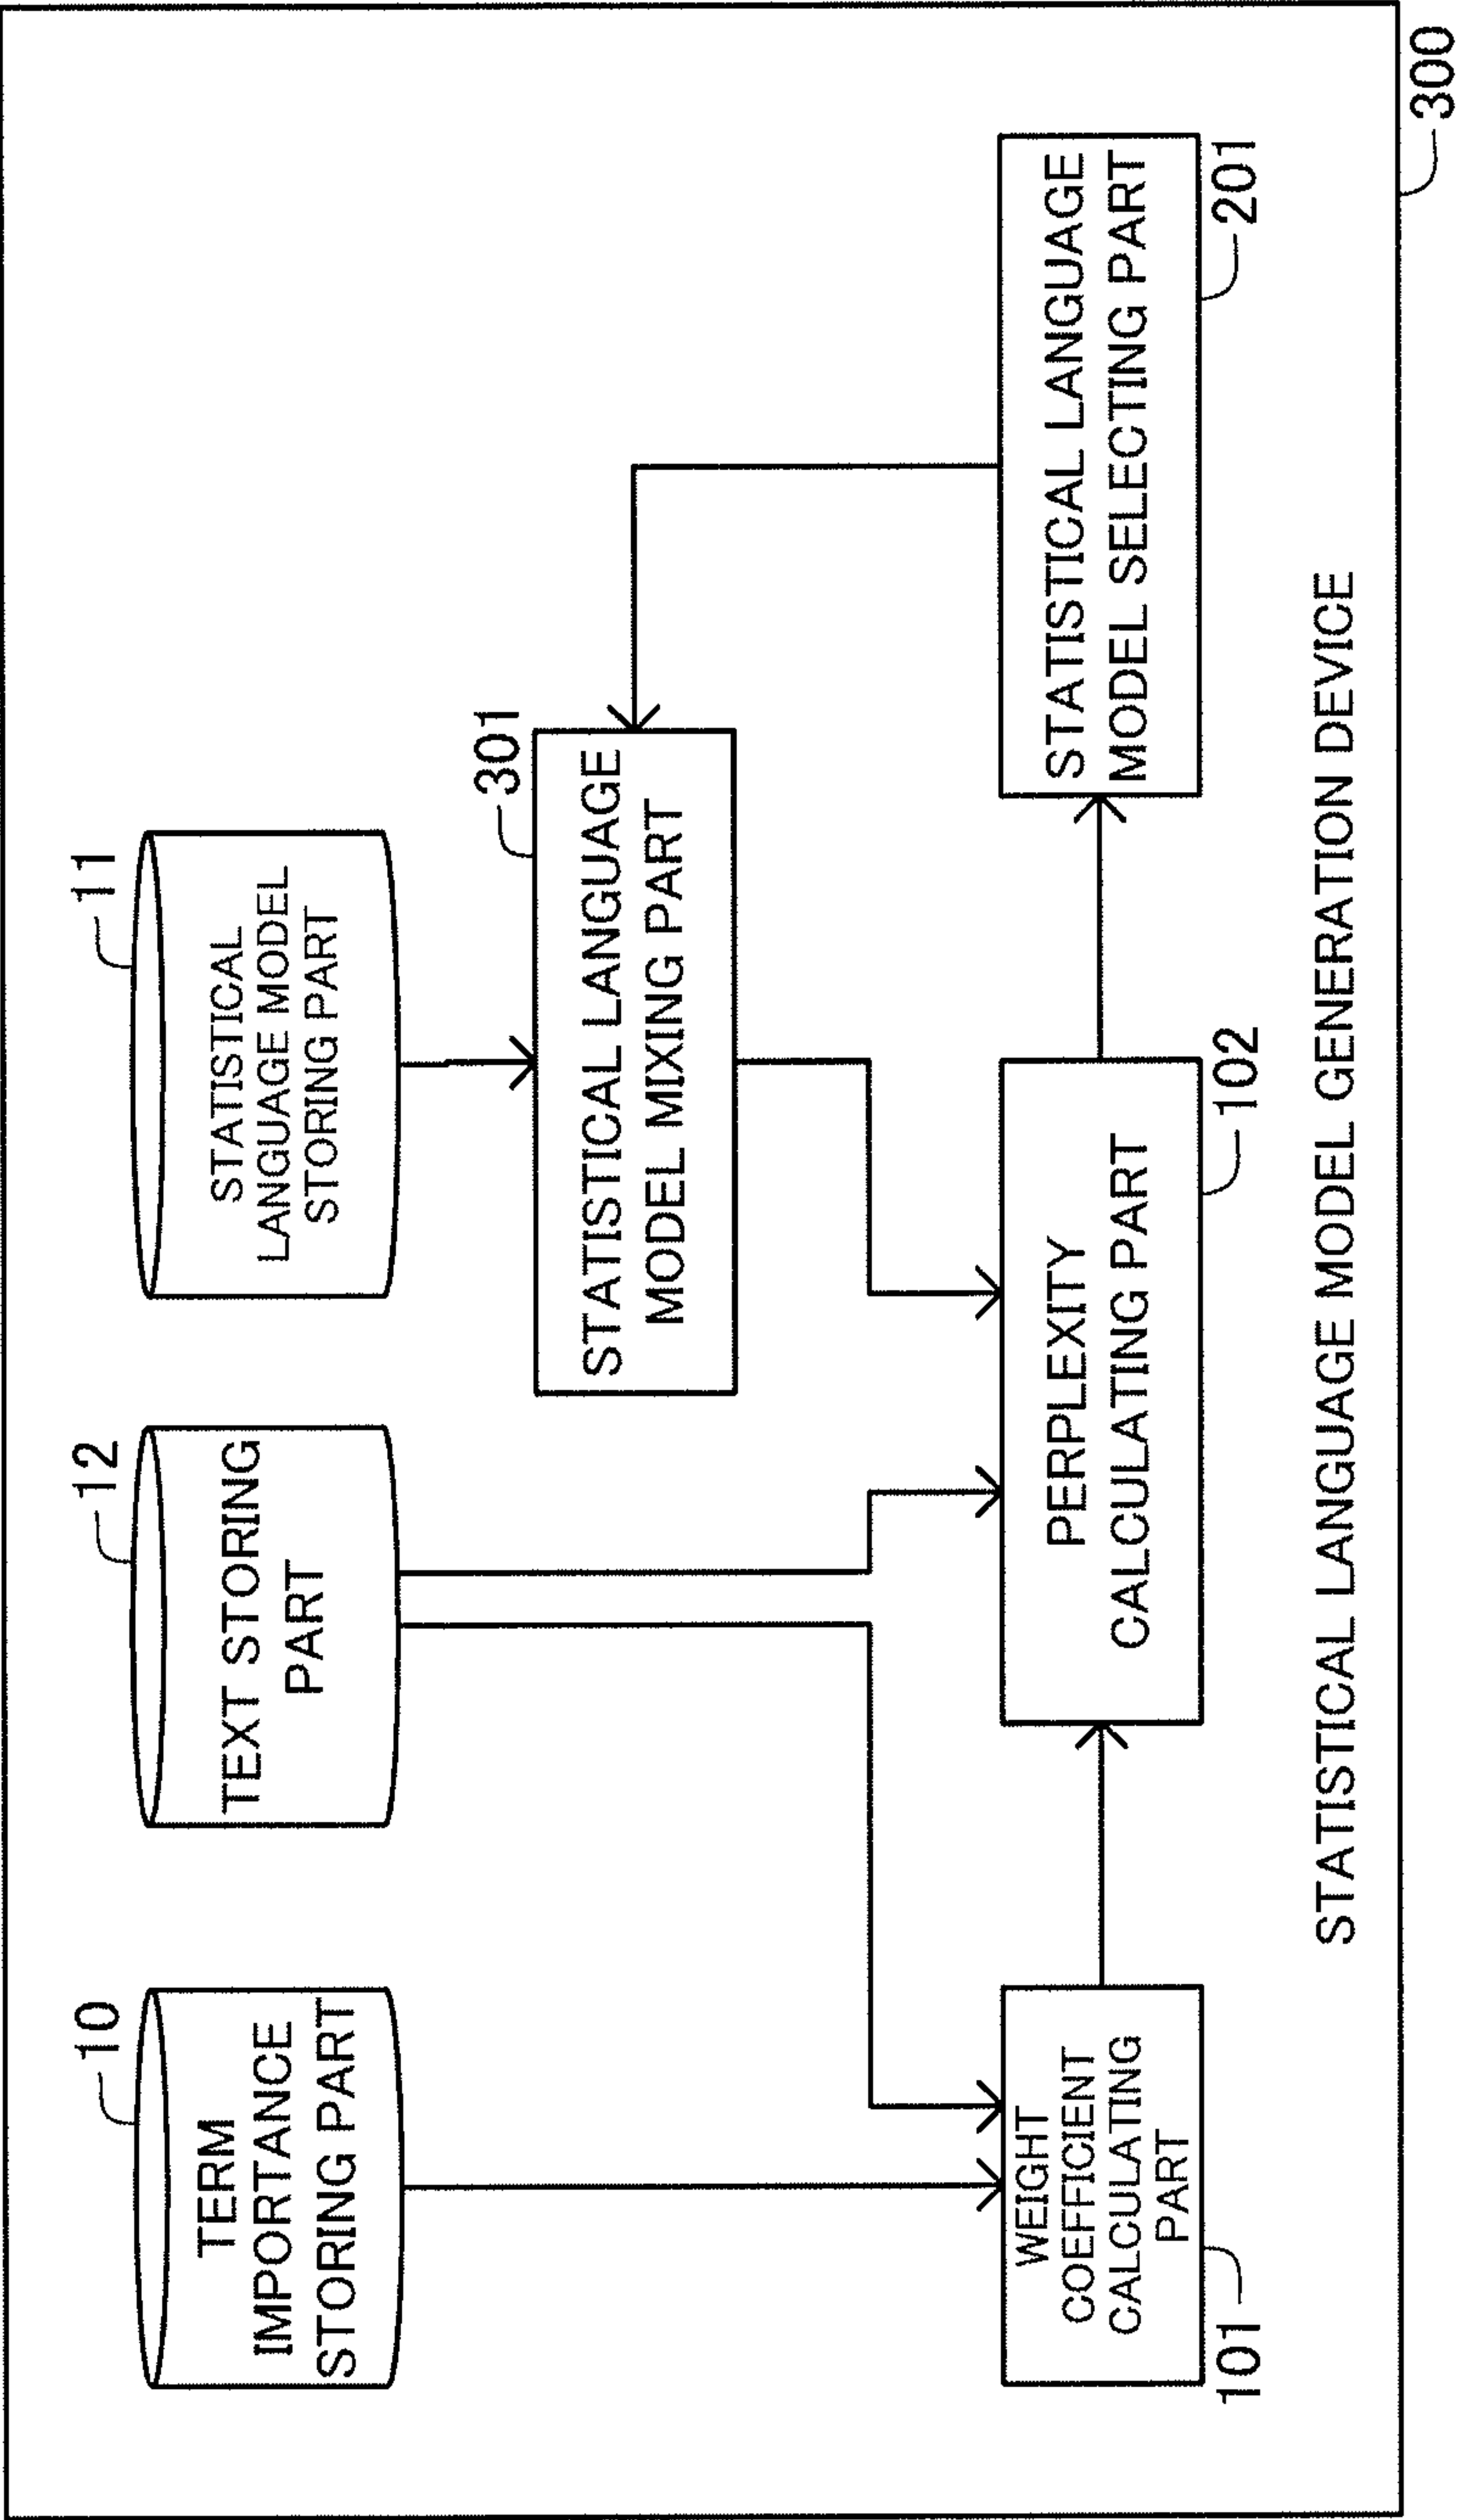 10
TERM
IMPORTANCE
STORING PART
12
TEXT STORING
PART
11
STATISTICAL
LANGUAGE MODEL
STORING PART
301
STATISTICAL LANGUAGE
MODEL MIXING PART
WEIGHT
COEFFICIENT
CALCULATING
PART
101
PERPLEXITY
CALCULATING PART
102
STATISTICAL LANGUAGE
MODEL SELECTING PART
201
STATISTICAL LANGUAGE MODEL GENERATION DEVICE
300